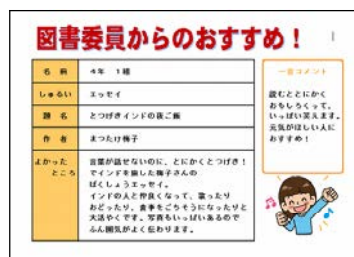 図書委員からのおすすめ！
名前
4年 1組
しゅるい
エッセイ
題名
とつげきインドの夜ご飯
作者
まつたけ梅子
よかった
ところ
言葉が話せないのに、とにかくとつげき！
でインドを旅した梅子さんの
ばくしょうエッセイ。
インドの人と仲良くなって、歌ったり
おどったり、食事をごちそうになったりと
大活やくです。写真もいっぱいあるので
ふん囲気がよく伝わります。
一言コメント
読むととにかく
おもしろくって、
いっぱい笑えます。
元気がほしい人に
おすすめ！